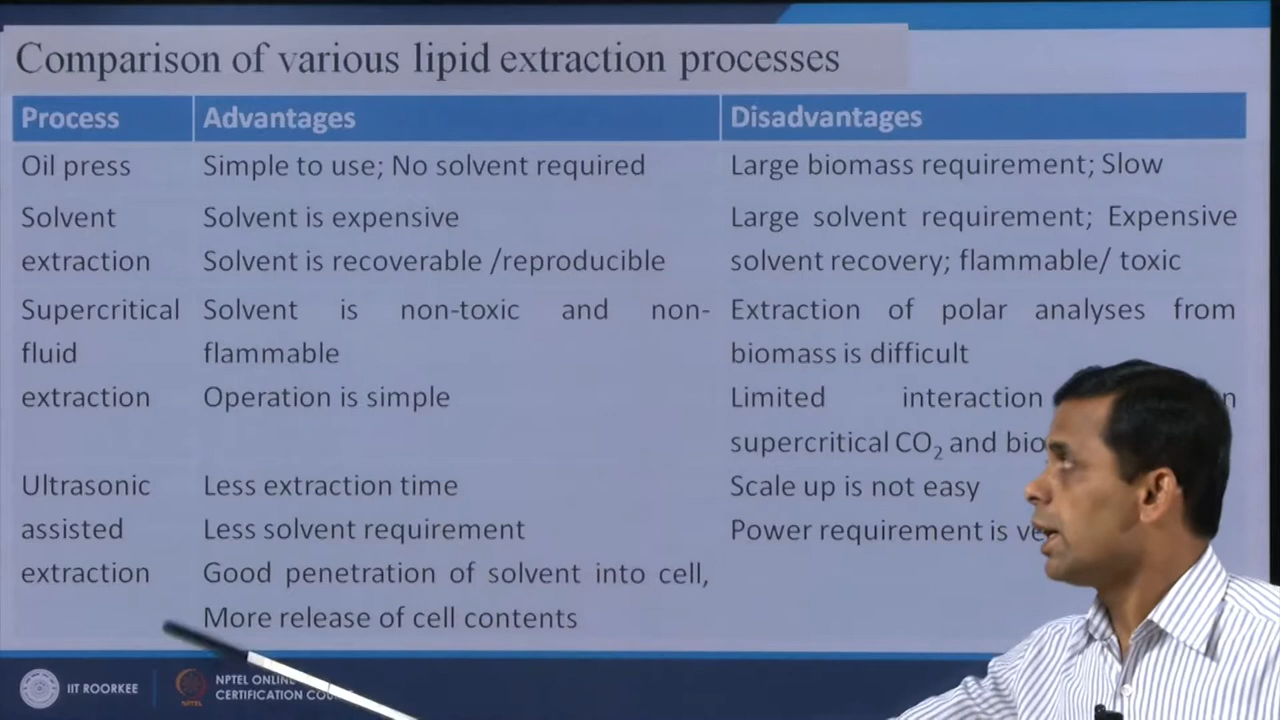 Comparison of various lipid extraction processes
Process Advantages Disadvantages
Oil press Simple to use; No solvent required Large biomass requirement; Slow
Solvent Solvent is expensive Large solvent requirement; Expensive
extraction Solvent is recoverable /reproducible solvent recovery; flammable/ toxic
Supercritical Solvent is non-toxic and non- Extraction of polar analyses from
fluid flammable biomass is difficult
extraction Operation is simple Limited interaction
supercritical CO₂ and
Ultrasonic Less extraction time Scale up is not easy
assisted Less solvent requirement Power requirement is
extraction Good penetration of solvent into cell,
More release of cell contents
IIT ROORKEE
NPTEL ONLINE
CERTIFICATION